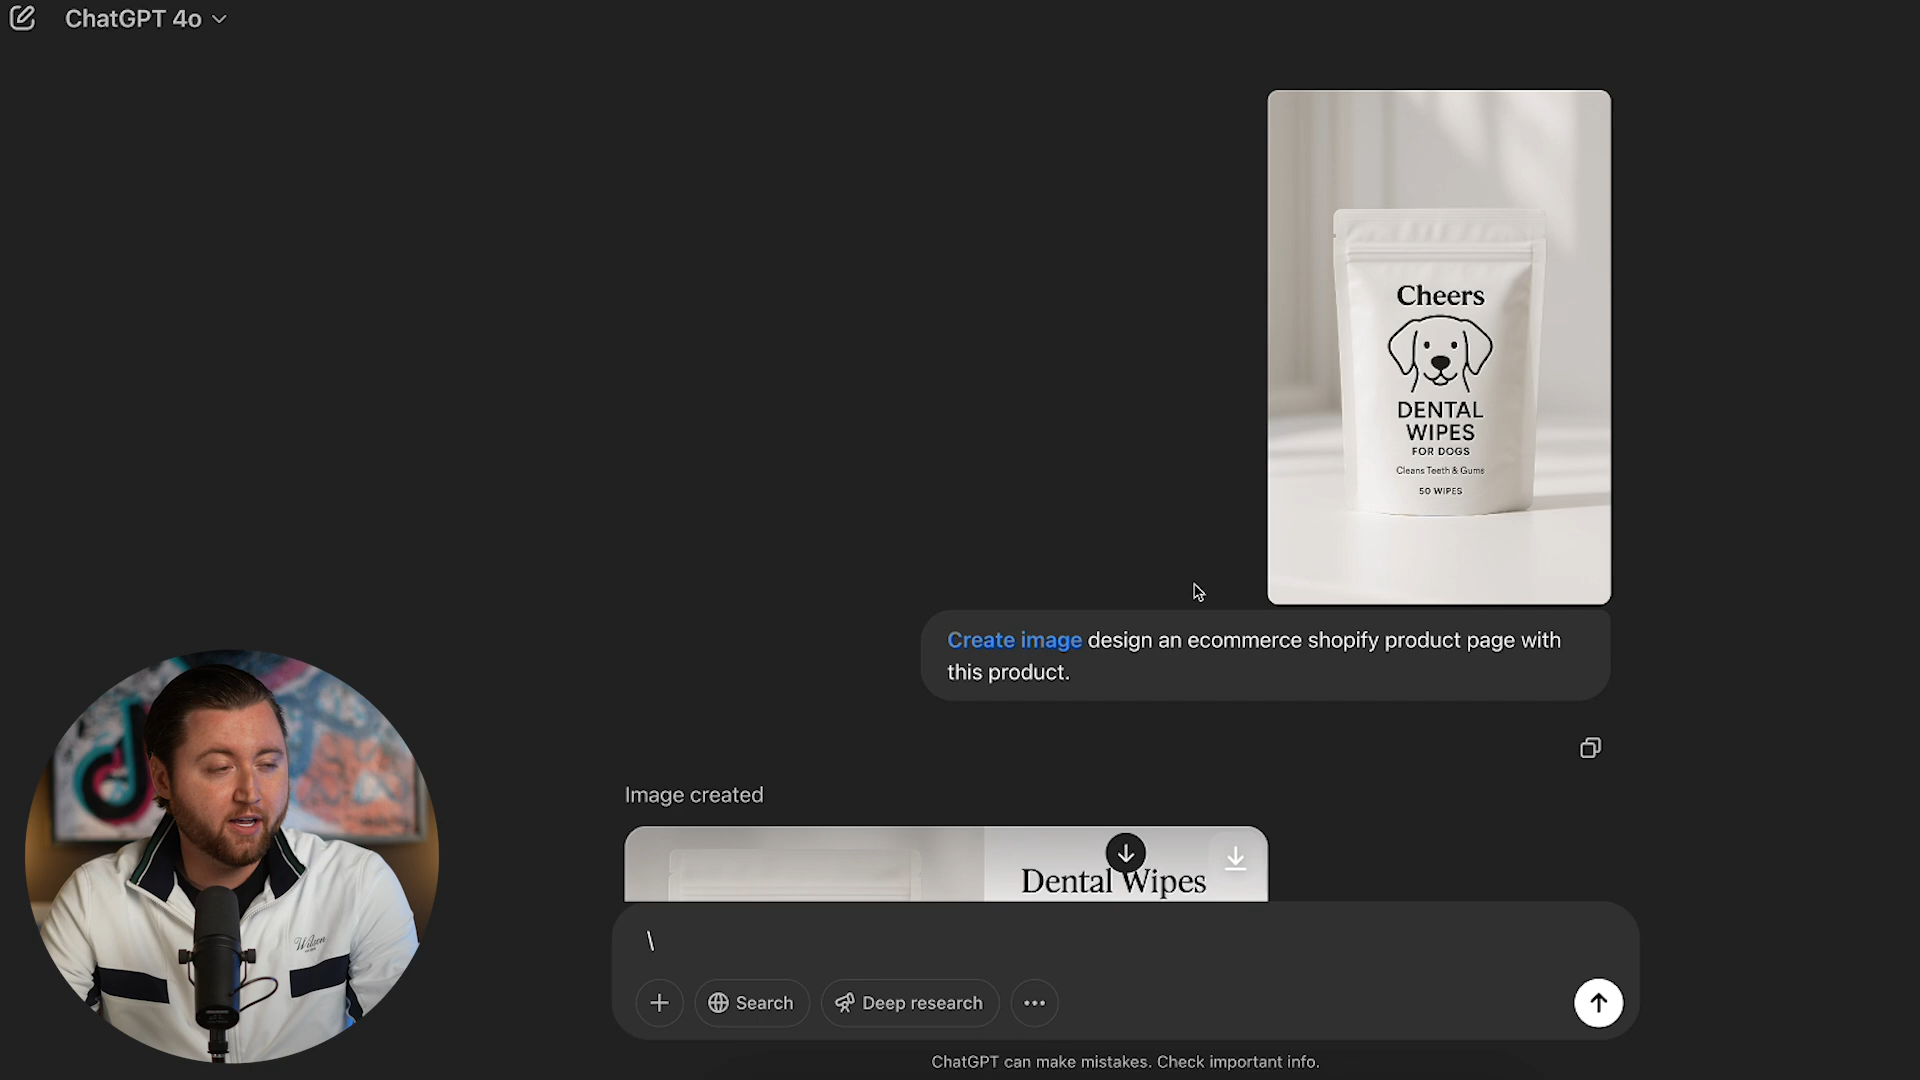 ChatGPT 4o
Cheers
DENTAL
WIPES
FOR DOGS
Cleans Teeth & Gums
50 WIPES
Create image design an ecommerce shopify product page with
this product.
Image created
Dental Wipes
\
Search
Deep research
Wilson
ChatGPT can make mistakes. Check important info.